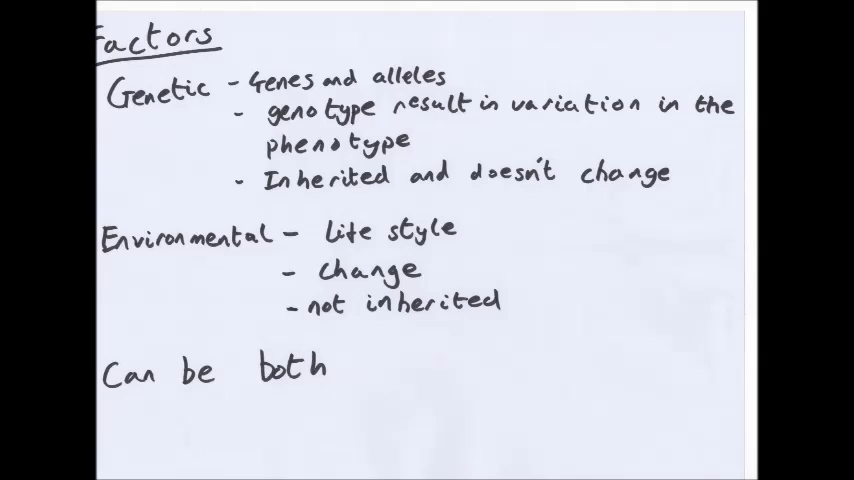 Factors
Genetic - Genes and alleles
- genotype result in variation in the
phenotype
- Inherited and doesn't change
Environmental - Life style
- change
- not inherited
Can be both